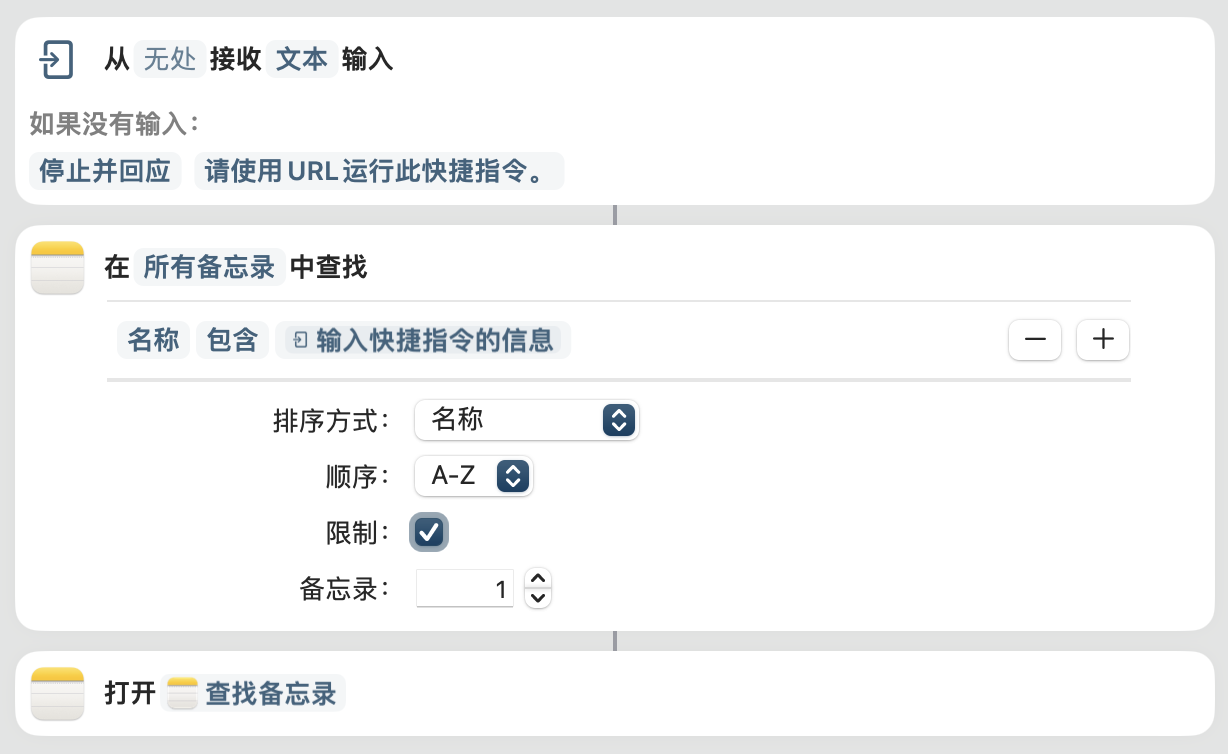 从 无处 接收 文本 输入
如果没有输入：
停止并回应 请使用 URL 运行此快捷指令。
在 所有备忘录 中查找
名称 包含 输入快捷指令的信息
排序方式： 名称
顺序： A-Z
限制：
备忘录： 1
打开 查找备忘录